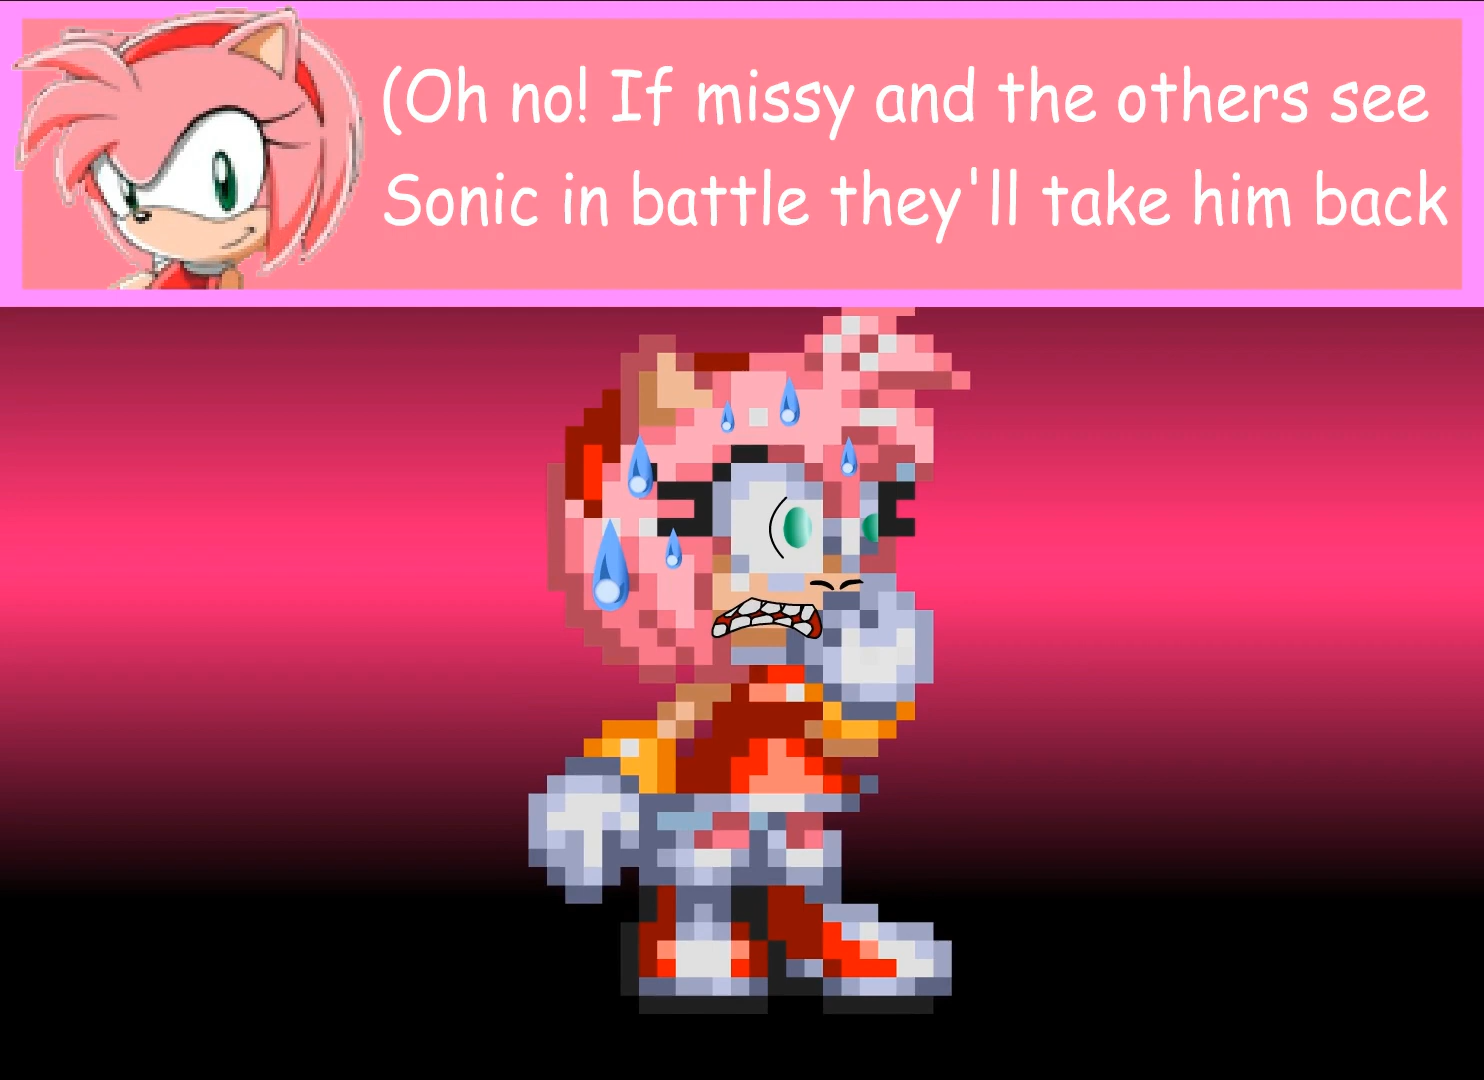 (Oh no! If missy and the others see
Sonic in battle they'll take him back